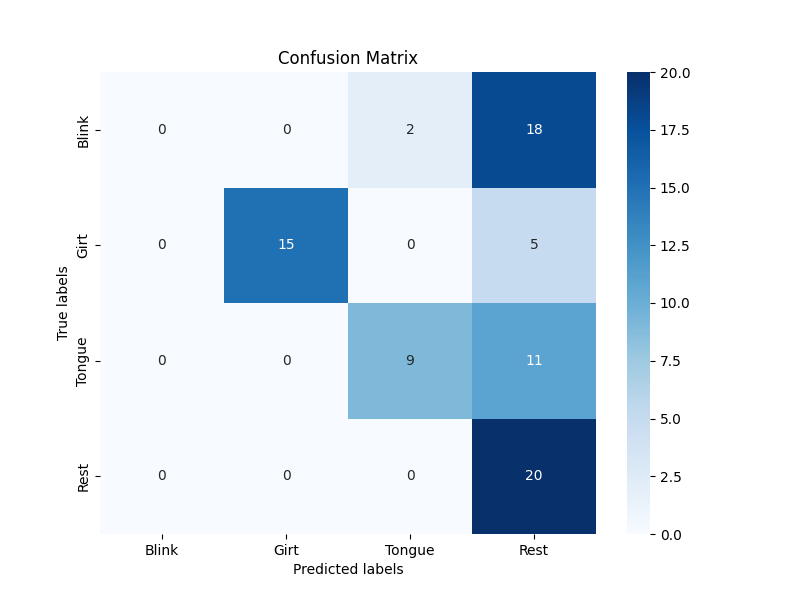 Confusion Matrix
True labels
Blink 0 0 2 18
Girt 0 15 0 5
Tongue 0 0 9 11
Rest 0 0 0 20
Blink Girt Tongue Rest
Predicted labels
20.0
17.5
15.0
12.5
10.0
7.5
5.0
2.5
0.0